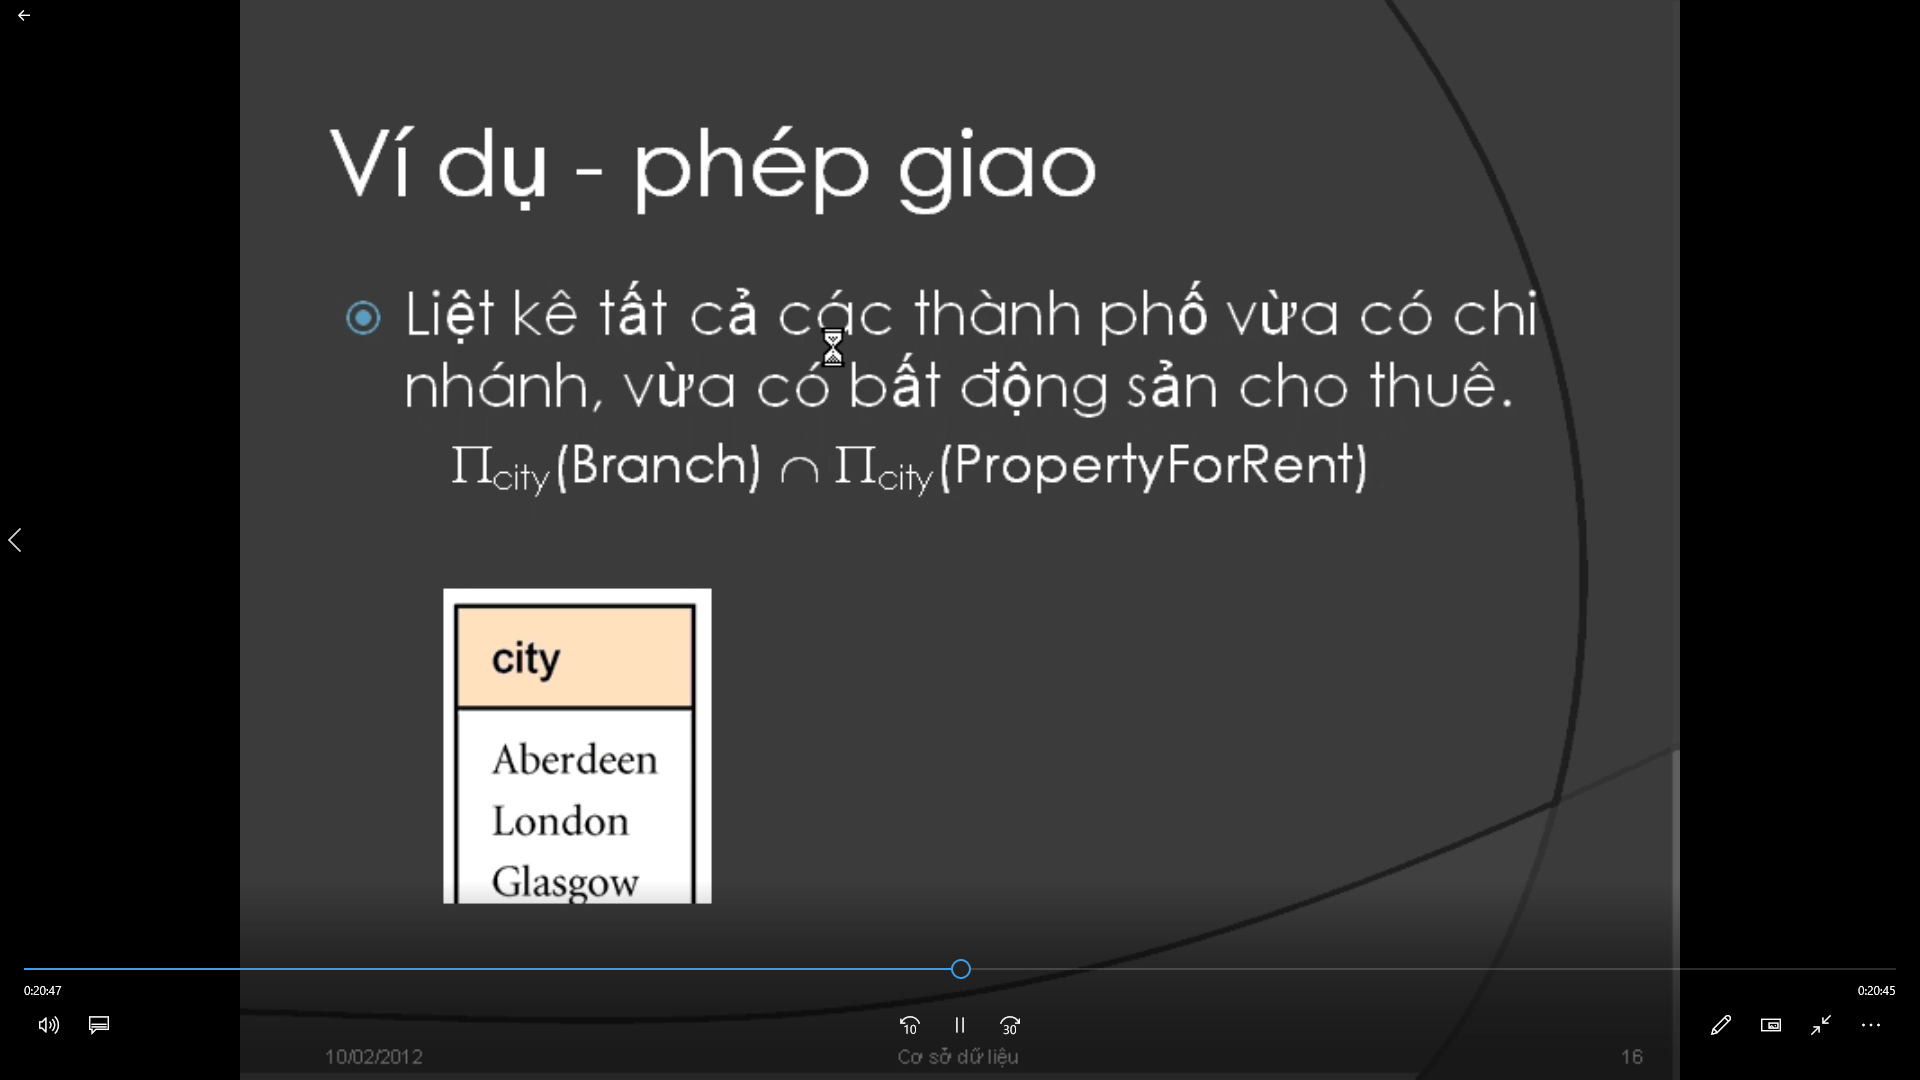 Ví dụ - phép giao
Liệt kê tất cả các thành phố vừa có chi
nhánh, vừa có bất động sản cho thuê.
∏city(Branch) ∩ ∏city(PropertyForRent)
city
Aberdeen
London
Glasgow
0:20:47
0:20:45
10
30
10/02/2012
Cơ sở dữ liệu
16